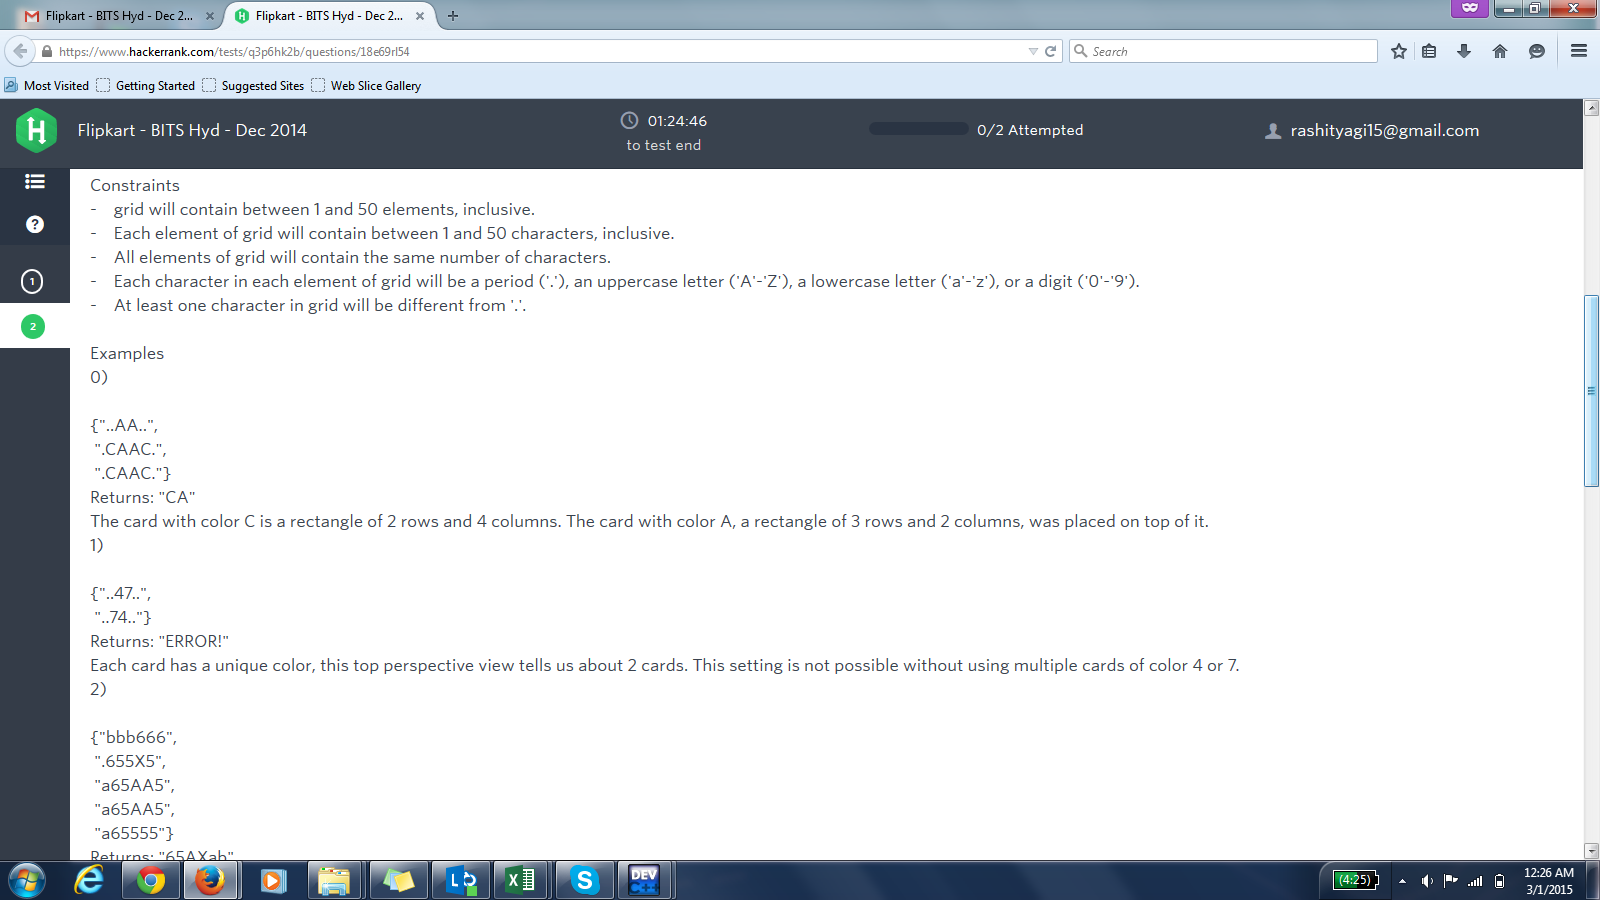 Flipkart - BITS Hyd - Dec 2...
Flipkart - BITS Hyd - Dec 2...
https://www.hackerrank.com/tests/q3p6hk2b/questions/18e69rl54
Search
Most Visited
Getting Started
Suggested Sites
Web Slice Gallery
Flipkart - BITS Hyd - Dec 2014
01:24:46
to test end
0/2 Attempted
rashityagi15@gmail.com
1
2
Constraints
- grid will contain between 1 and 50 elements, inclusive.
- Each element of grid will contain between 1 and 50 characters, inclusive.
- All elements of grid will contain the same number of characters.
- Each character in each element of grid will be a period ('.'), an uppercase letter ('A'-'Z'), a lowercase letter ('a'-'z'), or a digit ('0'-'9').
- At least one character in grid will be different from '.'.
Examples
0)
{"..AA..",
".CAAC.",
".CAAC."}
Returns: "CA"
The card with color C is a rectangle of 2 rows and 4 columns. The card with color A, a rectangle of 3 rows and 2 columns, was placed on top of it.
1)
{"..47..",
"..74.."}
Returns: "ERROR!"
Each card has a unique color, this top perspective view tells us about 2 cards. This setting is not possible without using multiple cards of color 4 or 7.
2)
{"bbb666",
".655X5",
"a65AA5",
"a65AA5",
"a65555"}
Returns: "65AXab"
DEV
C++
(4:25)
12:26 AM
3/1/2015